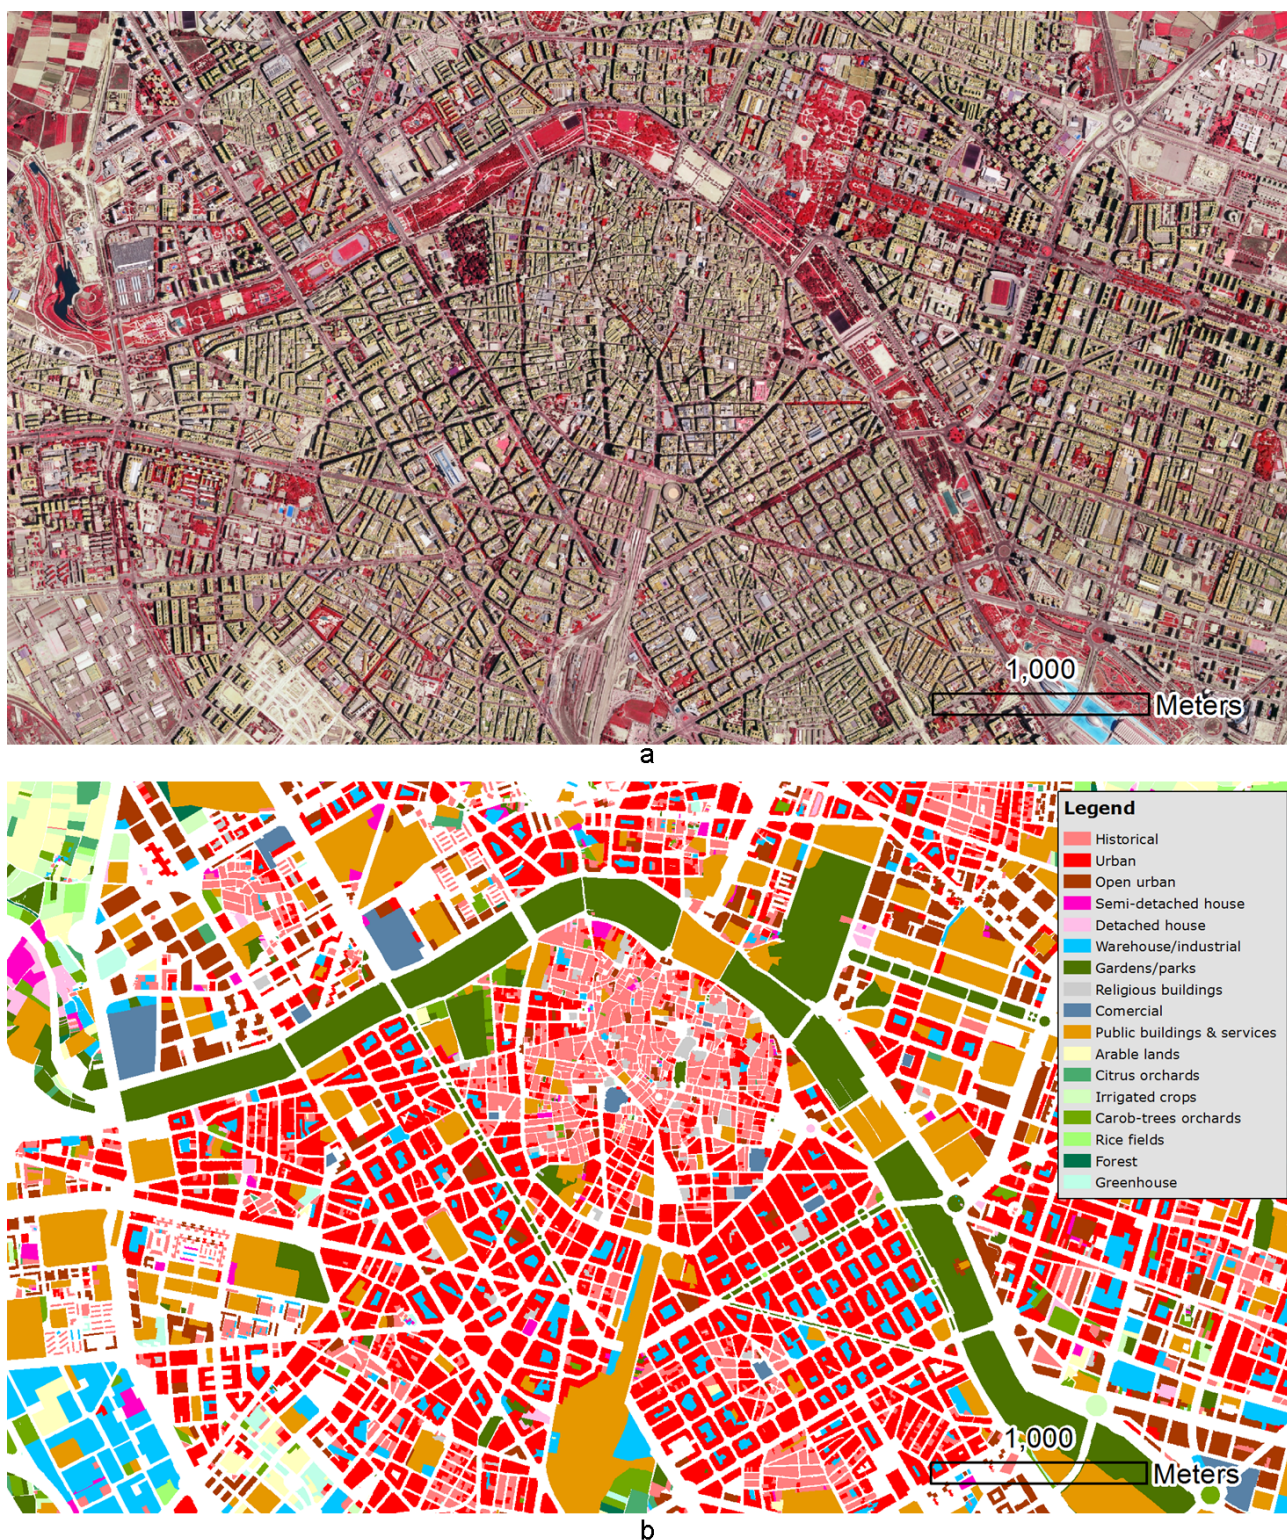 1,000
Meters
a
Legend
Historical
Urban
Open urban
Semi-detached house
Detached house
Warehouse/industrial
Gardens/parks
Religious buildings
Comercial
Public buildings & services
Arable lands
Citrus orchards
Irrigated crops
Carob-trees orchards
Rice fields
Forest
Greenhouse
1,000
Meters
b